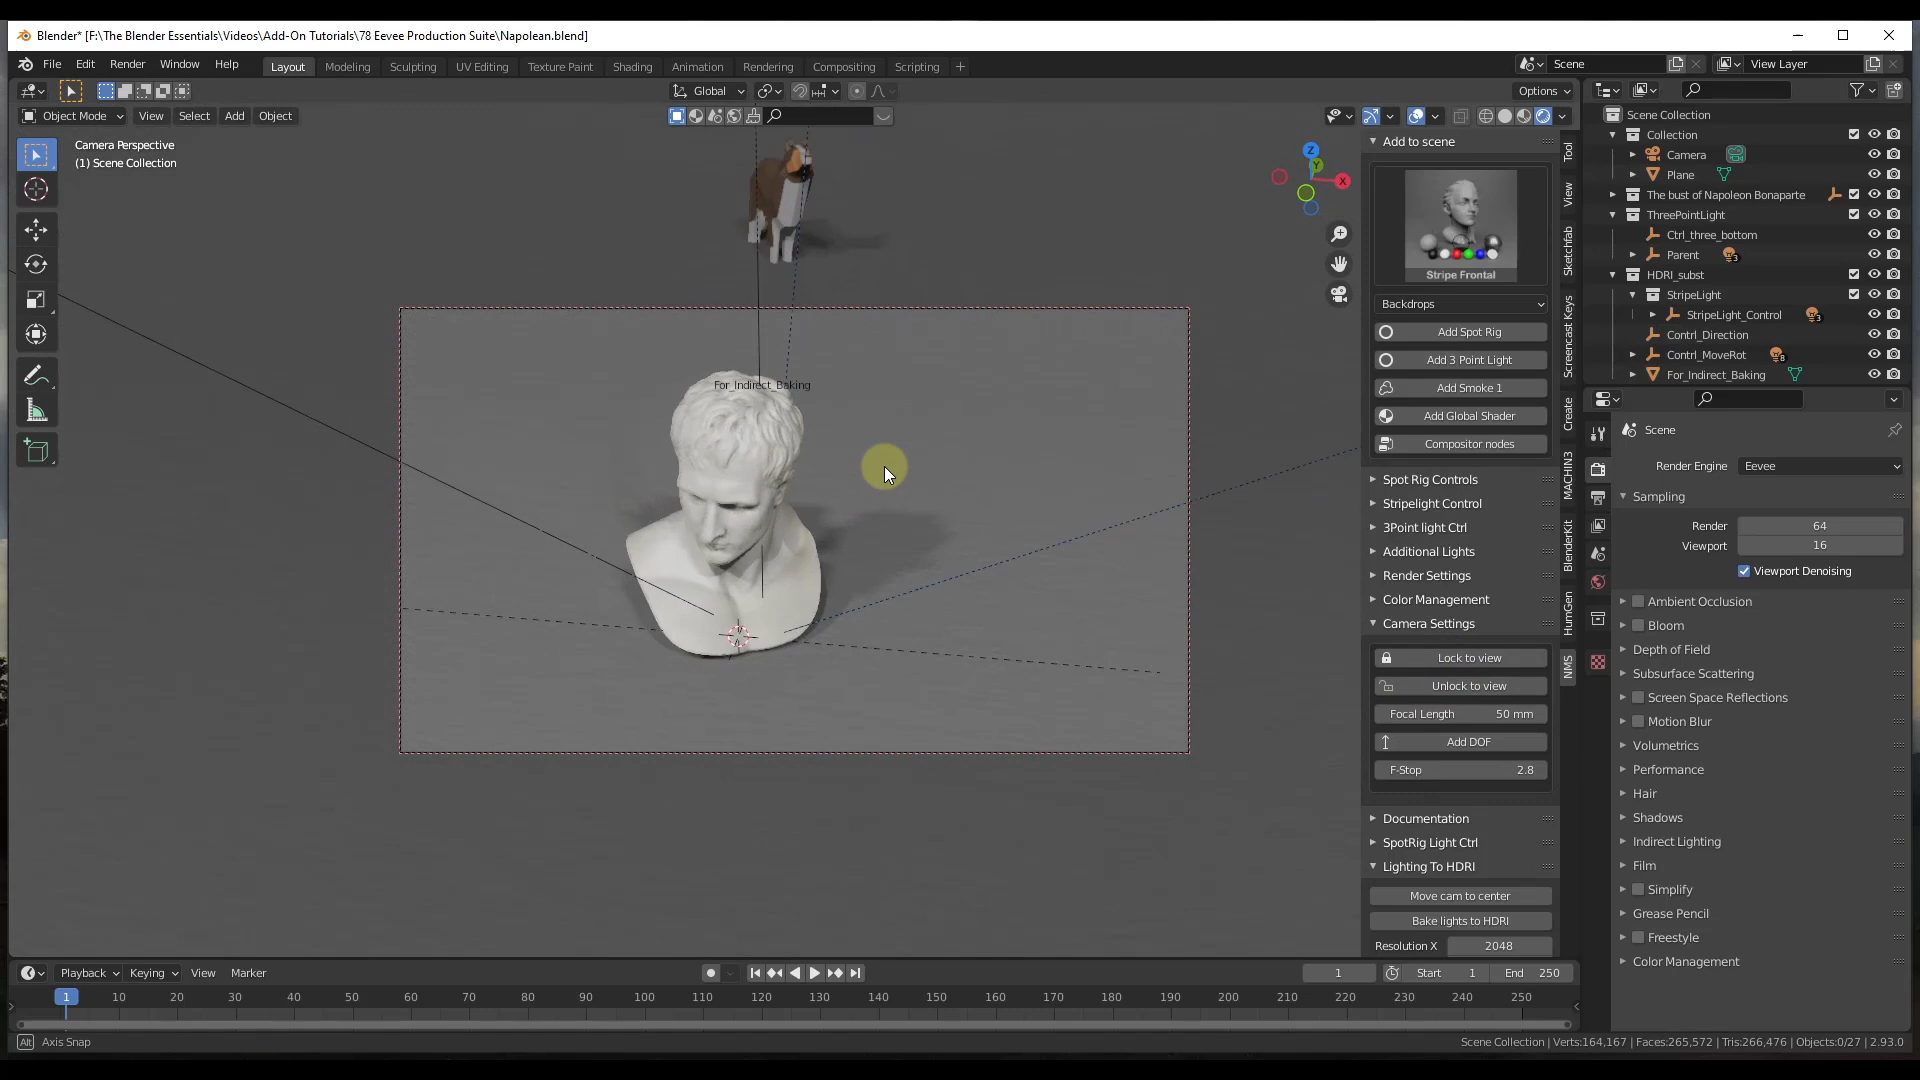 Blender* [F:\The Blender Essentials\Videos\Add-On Tutorials\78 Eevee Production Suite\Napolean.blend]
File Edit Render Window Help Layout Modeling Sculpting UV Editing Texture Paint Shading Animation Rendering Compositing Scripting + Scene View Layer
Global Options
Object Mode View Select Add Object
Camera Perspective
(1) Scene Collection
Z
Y
X
For_Indirect_Baking
Add to scene
Stripe Frontal
Backdrops
Add Spot Rig
Add 3 Point Light
Add Smoke 1
Add Global Shader
Compositor nodes
Spot Rig Controls
Stripelight Control
3Point light Ctrl
Additional Lights
Render Settings
Color Management
Camera Settings
Lock to view
Unlock to view
Focal Length 50 mm
Add DOF
F-Stop 2.8
Documentation
SpotRig Light Ctrl
Lighting To HDRI
Move cam to center
Bake lights to HDRI
Resolution X 2048
Tool
View
Sketchfab
Screencast Keys
Create
MACHIN3
BlenderKit
HumGen
NMS
Scene Collection
Collection
Camera
Plane
The bust of Napoleon Bonaparte
ThreePointLight
Ctrl_three_bottom
Parent 3
HDRI_subst
StripeLight
StripeLight_Control 3
Contrl_Direction
Contrl_MoveRot 8
For_Indirect_Baking
Scene
Render Engine Eevee
Sampling
Render 64
Viewport 16
Viewport Denoising
Ambient Occlusion
Bloom
Depth of Field
Subsurface Scattering
Screen Space Reflections
Motion Blur
Volumetrics
Performance
Hair
Shadows
Indirect Lighting
Film
Simplify
Grease Pencil
Freestyle
Color Management
Playback Keying View Marker 1 Start 1 End 250
1 10 20 30 40 50 60 70 80 90 100 110 120 130 140 150 160 170 180 190 200 210 220 230 240 250
Alt Axis Snap
Scene Collection | Verts:164,167 | Faces:265,572 | Tris:266,476 | Objects:0/27 | 2.93.0